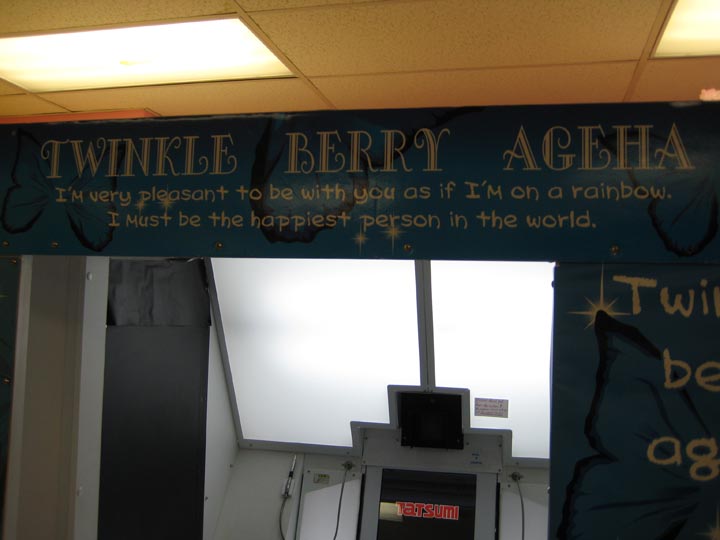 TWINKLE BERRY AGEHA
I'M very pleasant to be with you as if I'M on a rainbow.
I Must be the happiest person in the world.
Twin
be
ag
TATSUMI